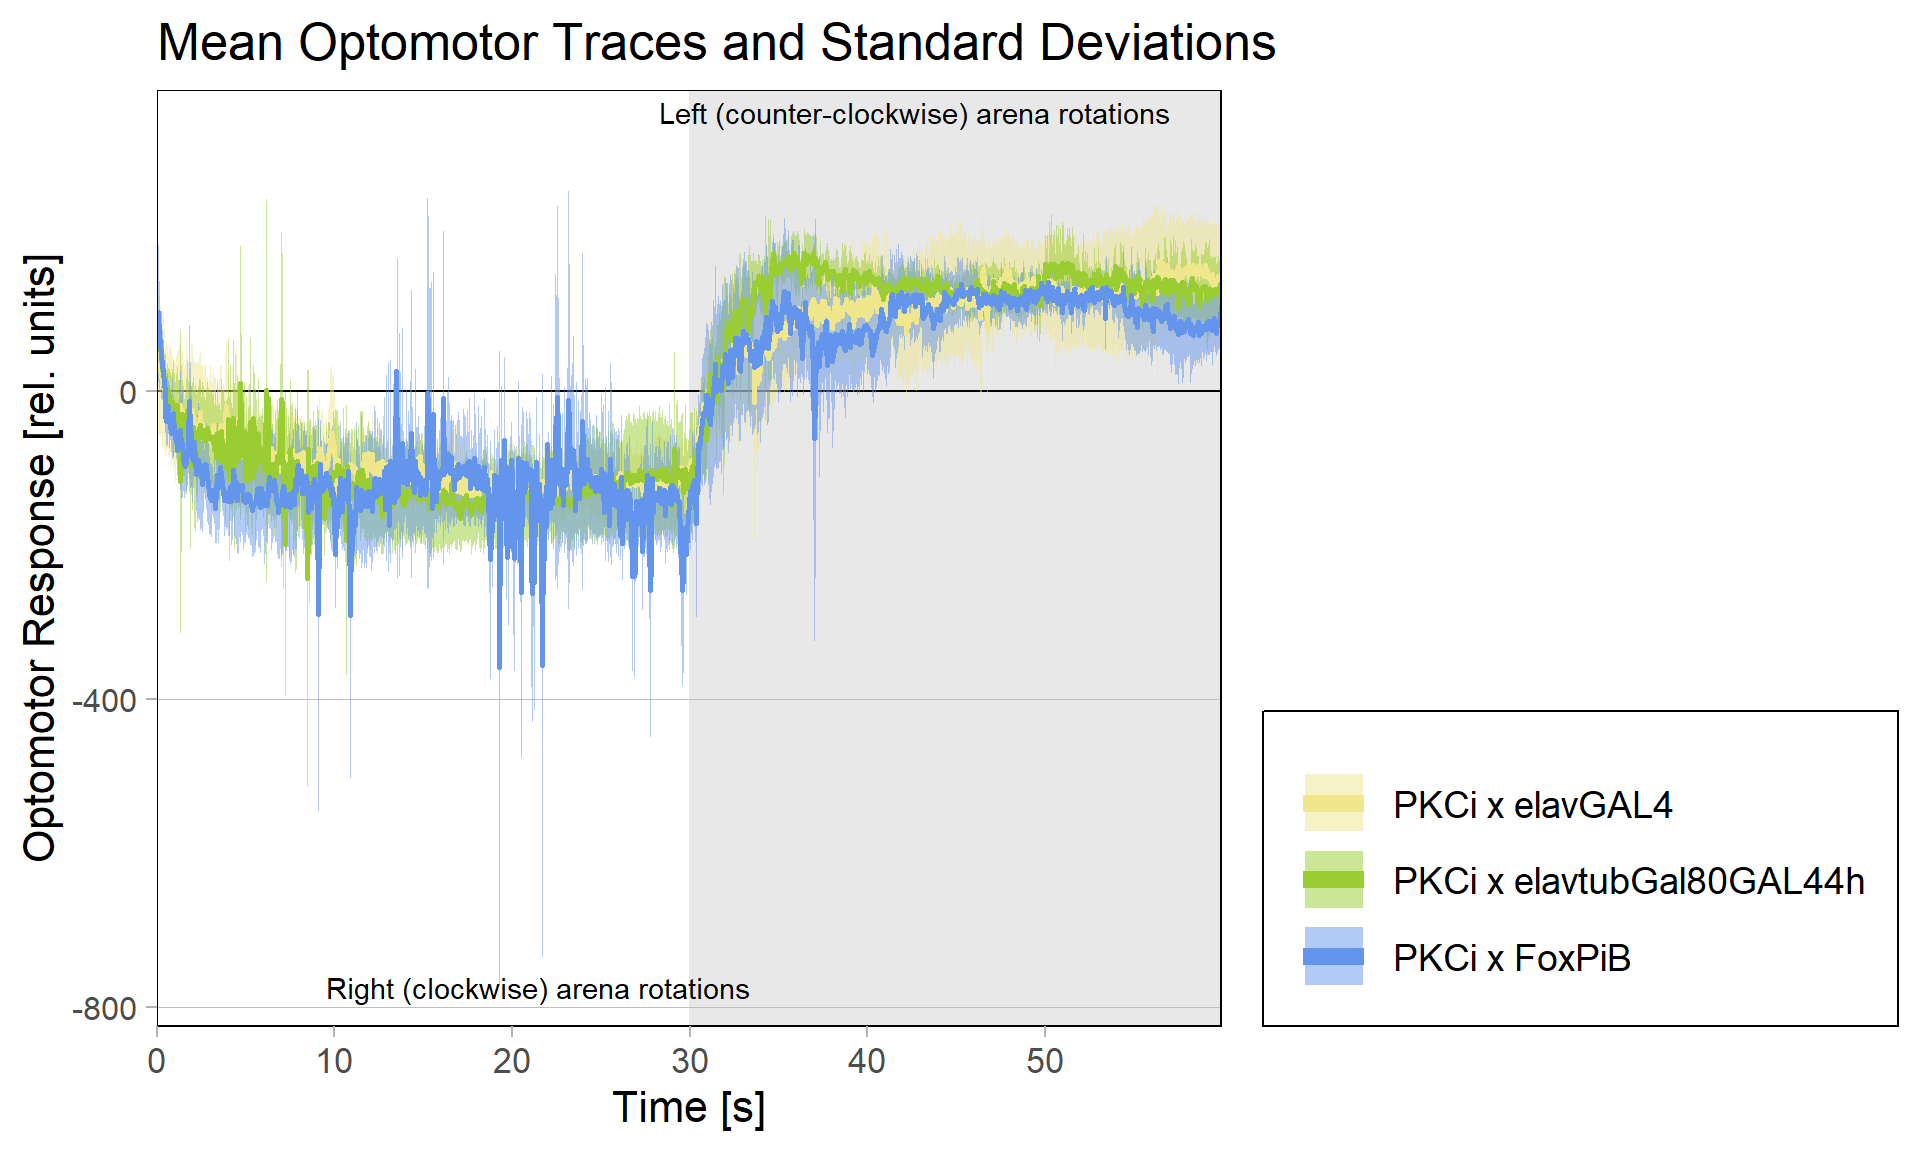 Mean Optomotor Traces and Standard Deviations
Left (counter-clockwise) arena rotations
Optomotor Response [rel. units]
0
-400
-800
Right (clockwise) arena rotations
0 10 20 30 40 50
Time [s]
PKCi x elavGAL4
PKCi x elavtubGal80GAL44h
PKCi x FoxPiB